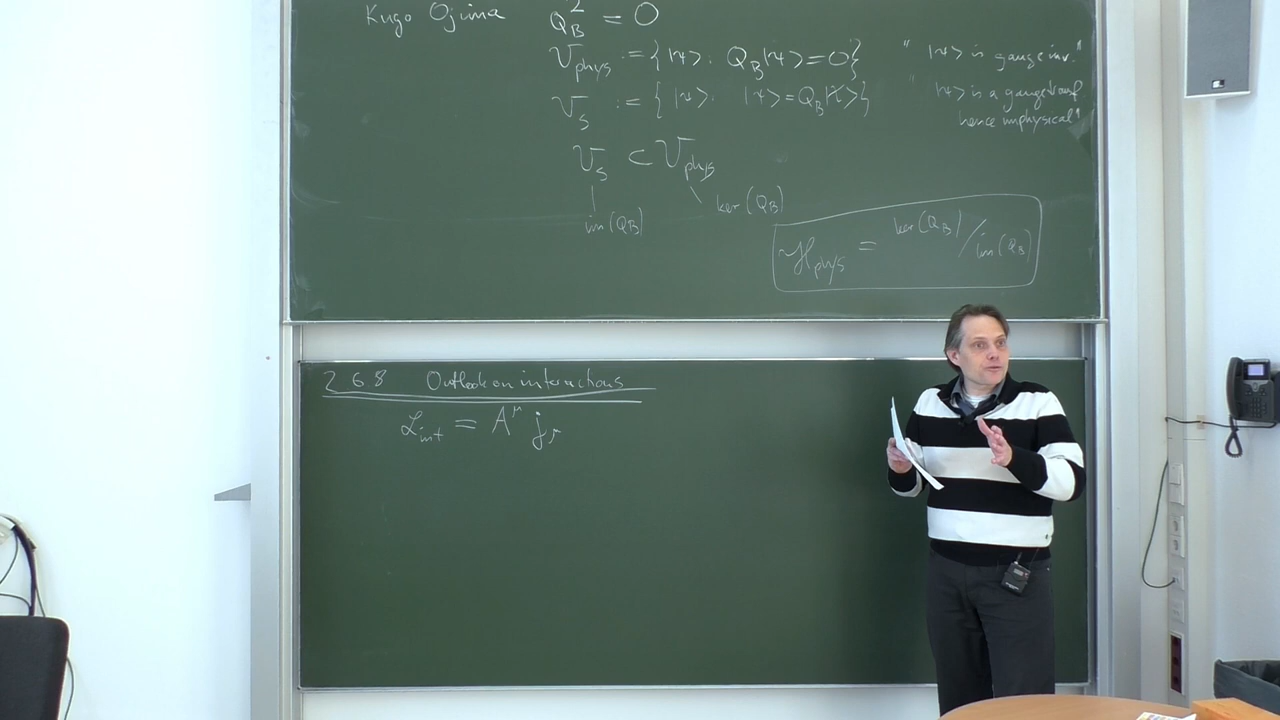 Kugo Ojima Q_B^2 = 0
V_phys := {|ψ>. Q_B|ψ>=0} "|ψ> is gauge inv."
V_s := {|ψ>. |ψ>=Q_B|χ>} "|ψ> is a gauge transf
hence unphysical"
V_s ⊂ V_phys
im(Q_B) ker(Q_B)
H_phys = ker(Q_B)/im(Q_B)
2.6.8 Outlook on interactions
L_int = A^μ j_μ